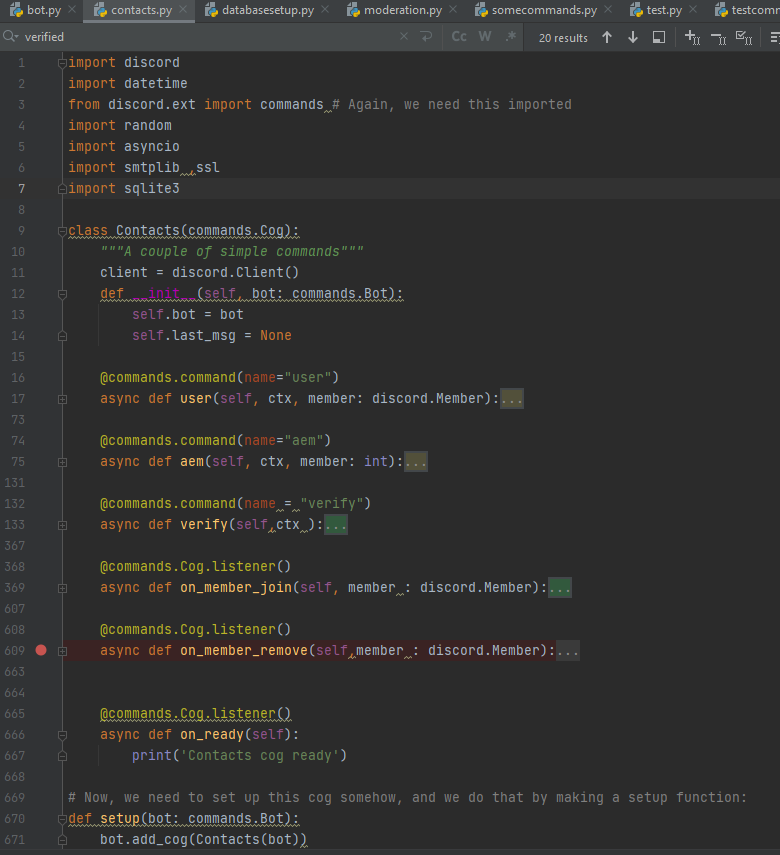 bot.py contacts.py databasesetup.py moderation.py somecommands.py test.py testcomm
verified Cc W .* 20 results
1 import discord
2 import datetime
3 from discord.ext import commands # Again, we need this imported
4 import random
5 import asyncio
6 import smtplib ,ssl
7 import sqlite3
8
9 class Contacts(commands.Cog):
10 """A couple of simple commands"""
11 client = discord.Client()
12 def __init__(self, bot: commands.Bot):
13 self.bot = bot
14 self.last_msg = None
15
16 @commands.command(name="user")
17 async def user(self, ctx, member: discord.Member):...
73
74 @commands.command(name="aem")
75 async def aem(self, ctx, member: int):...
131
132 @commands.command(name = "verify")
133 async def verify(self,ctx ):...
367
368 @commands.Cog.listener()
369 async def on_member_join(self, member : discord.Member):...
607
608 @commands.Cog.listener()
609 async def on_member_remove(self,member : discord.Member):...
663
664
665 @commands.Cog.listener()
666 async def on_ready(self):
667 print('Contacts cog ready')
668
669 # Now, we need to set up this cog somehow, and we do that by making a setup function:
670 def setup(bot: commands.Bot):
671 bot.add_cog(Contacts(bot))